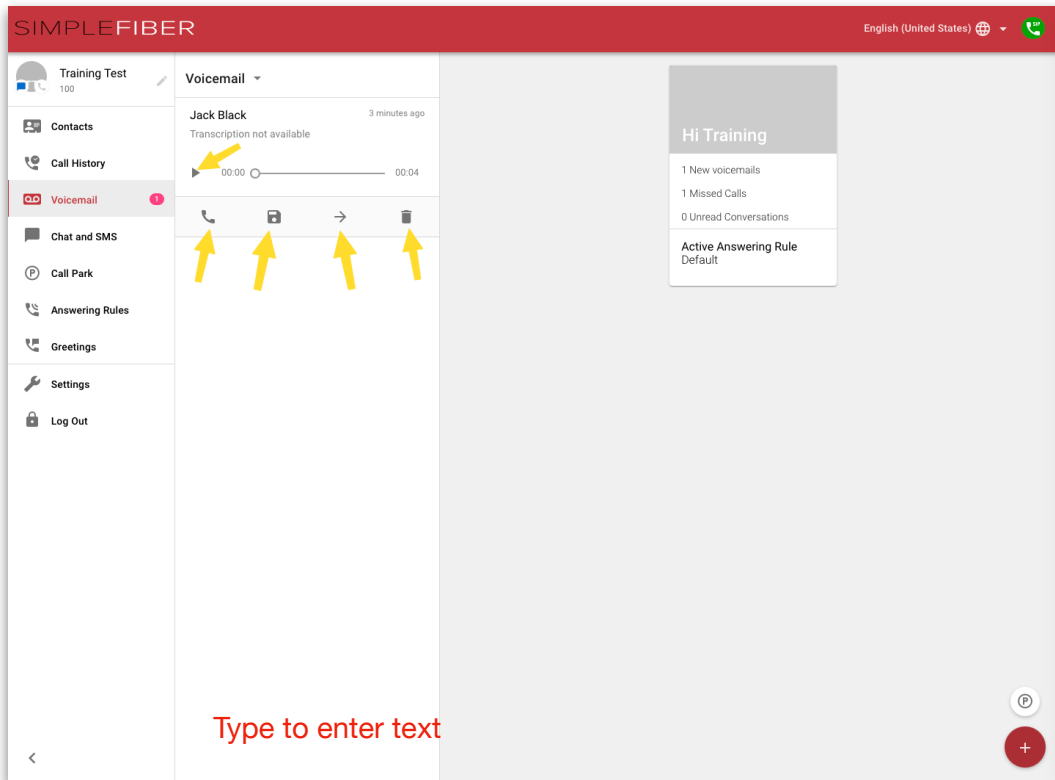 SIMPLEFIBER
English (United States)
SIP
Training Test
100
Contacts
Call History
Voicemail
1
Chat and SMS
P
Call Park
Answering Rules
Greetings
Settings
Log Out
Voicemail
Jack Black
3 minutes ago
Transcription not available
00:00
00:04
Type to enter text
Hi Training
1 New voicemails
1 Missed Calls
0 Unread Conversations
Active Answering Rule
Default
P
+